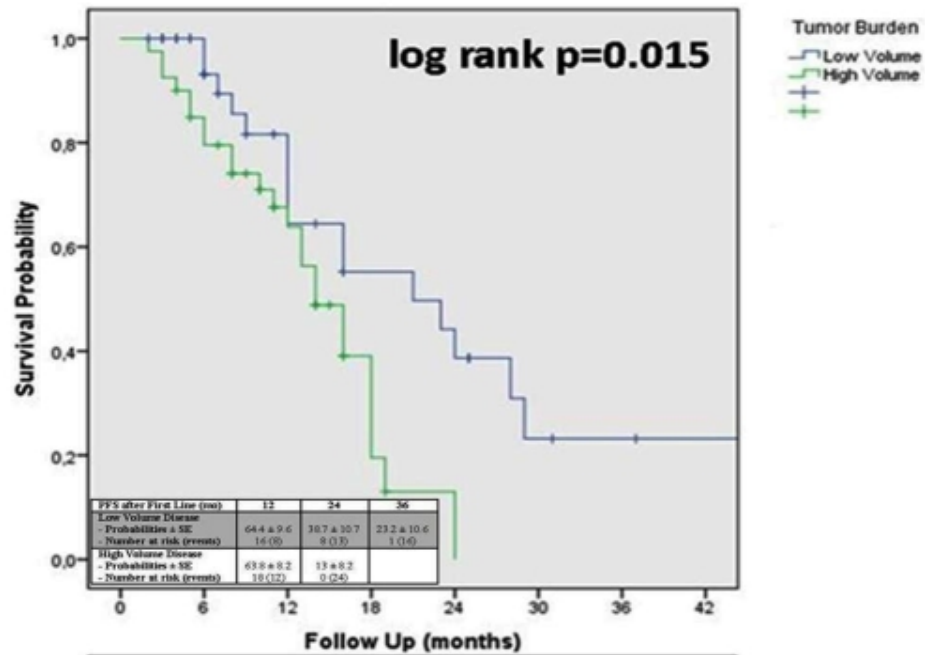 log rank p=0.015
Tumor Burden
Low Volume
High Volume
Survival Probability
1,0
0,8
0,6
0,4
0,2
0,0
PFS after First Line (mo) 12 24 36
Low Volume Disease
- Probabilities ± SE 64.4 ± 9.6 38.7 ± 10.7 23.2 ± 10.6
- Number at risk (events) 16 (8) 8 (13) 1 (16)
High Volume Disease
- Probabilities ± SE 63.8 ± 8.2 13 ± 8.2
- Number at risk (events) 18 (12) 0 (24)
0 6 12 18 24 30 36 42
Follow Up (months)